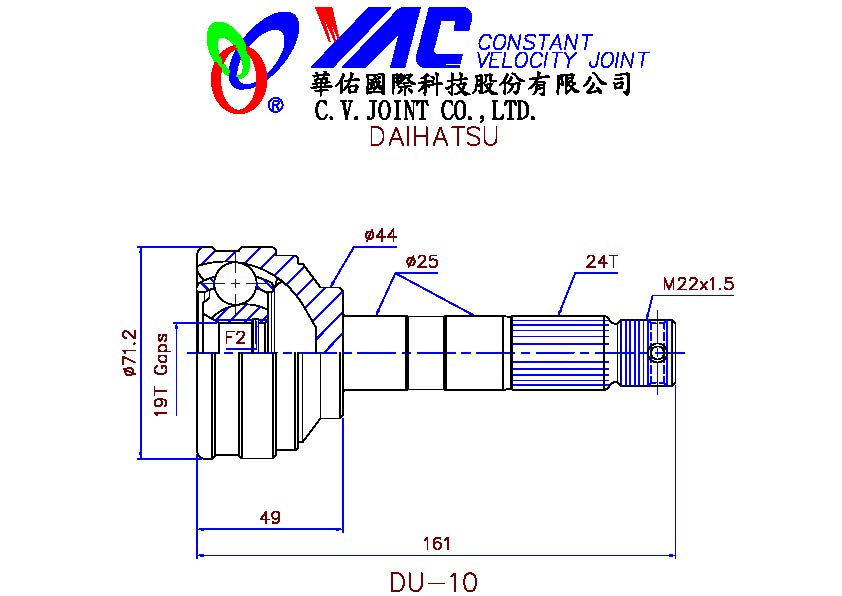 YAC CONSTANT
VELOCITY JOINT
®
華佑國際科技股份有限公司
C.V.JOINT CO.,LTD.
DAIHATSU
ø44
ø25
24T
M22x1.5
ø71.2
19T Gaps
F2
49
161
DU-10